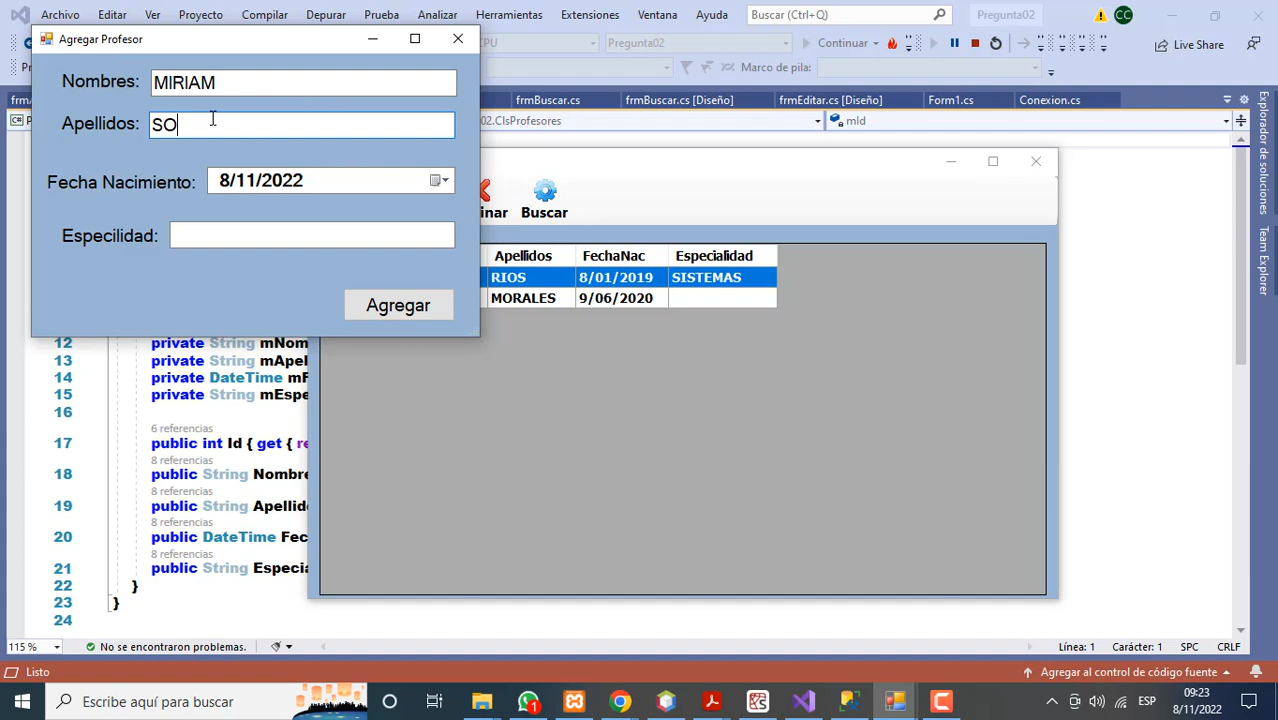 Archivo Editar Ver Proyecto Compilar Depurar Prueba Analizar Herramientas Extensiones Ventana Ayuda Buscar (Ctrl+Q) Pregunta02 CC
Agregar Profesor
CPU Pregunta02 Continuar Live Share
Marco de pila:
Nombres: MIRIAM
frmBuscar.cs frmBuscar.cs [Diseño] frmEditar.cs [Diseño] Form1.cs Conexion.cs
02.ClsProfesores mId
Apellidos: SO
Fecha Nacimiento: 8/11/2022
Especilidad:
Agregar
inar Buscar
Apellidos FechaNac Especialidad
RIOS 8/01/2019 SISTEMAS
MORALES 9/06/2020
12 private String mNom
13 private String mApel
14 private DateTime mF
15 private String mEspe
16
6 referencias
17 public int Id { get { re
8 referencias
18 public String Nombre
8 referencias
19 public String Apellido
8 referencias
20 public DateTime Fec
8 referencias
21 public String Especia
22 }
23 }
24
Explorador de soluciones
Team Explorer
115 % No se encontraron problemas. Línea: 1 Carácter: 1 SPC CRLF
Listo Agregar al control de código fuente
Escribe aquí para buscar 1 ESP 09:23
8/11/2022